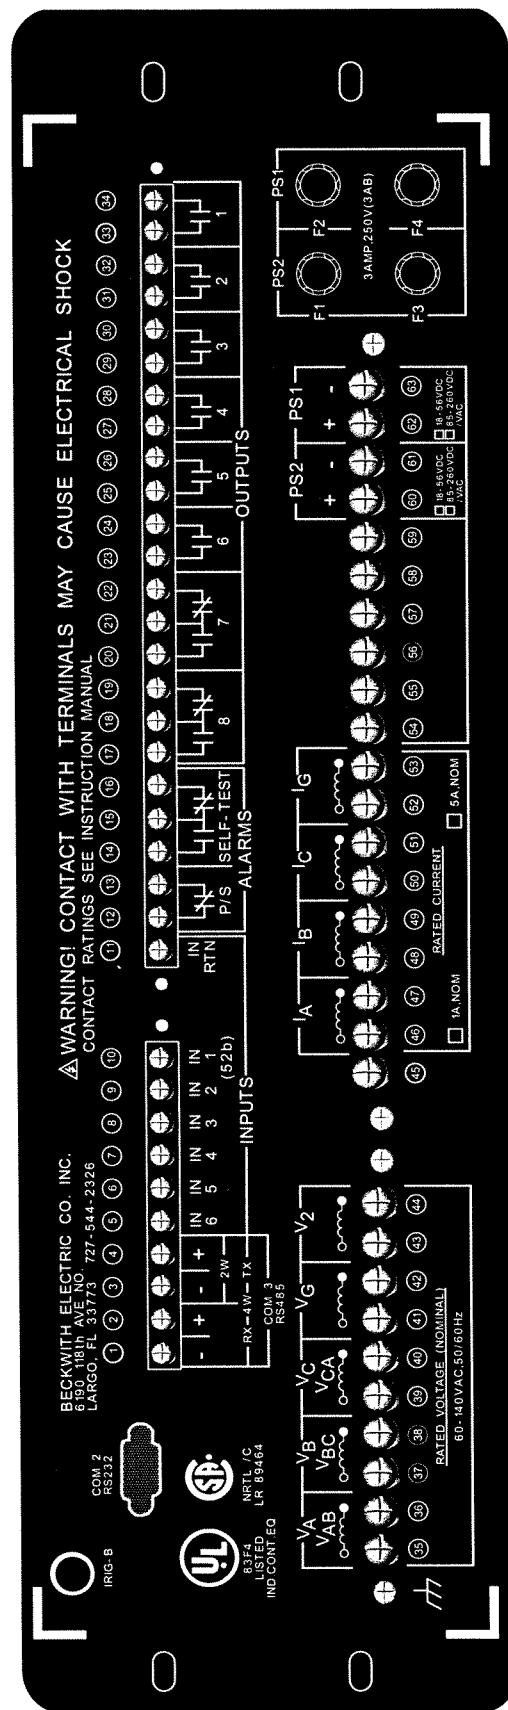 IRIG-B
COM 2
RS232
BECKWITH ELECTRIC CO. INC.
6190 118th AVE NO.
LARGO, FL 33773 727-544-2326
⚠ WARNING! CONTACT WITH TERMINALS MAY CAUSE ELECTRICAL SHOCK
CONTACT RATINGS SEE INSTRUCTION MANUAL
1 2 3 4 5 6 7 8 9 10
11 12 13 14 15 16 17 18 19 20 21 22 23 24 25 26 27 28 29 30 31 32 33 34
- + - +
IN IN IN IN IN IN
6 5 4 3 2 1
(52b)
2W
RX 4W TX
COM 3
RS485
INPUTS
IN
RTN
P/S
SELF-TEST
ALARMS
8 7 6 5 4 3 2 1
OUTPUTS
UL
83F4
LISTED
IND.CONT.EQ
SA
NRTL /C
LR 89464
VA
VAB
VB
VBC
VC
VCA
VG
V2
35 36 37 38 39 40 41 42 43 44
RATED VOLTAGE (NOMINAL)
60-140VAC,50/60Hz
IA IB IC IG
45 46 47 48 49 50 51 52 53
RATED CURRENT
1A,NOM
5A,NOM
54 55 56 57 58 59
PS2 PS1
+ - + -
60 61 62 63
18-56VDC
85-260VDC
/VAC
18-56VDC
85-260VDC
/VAC
PS2 PS1
F1 F2
3AMP,250V(3AB)
F3 F4